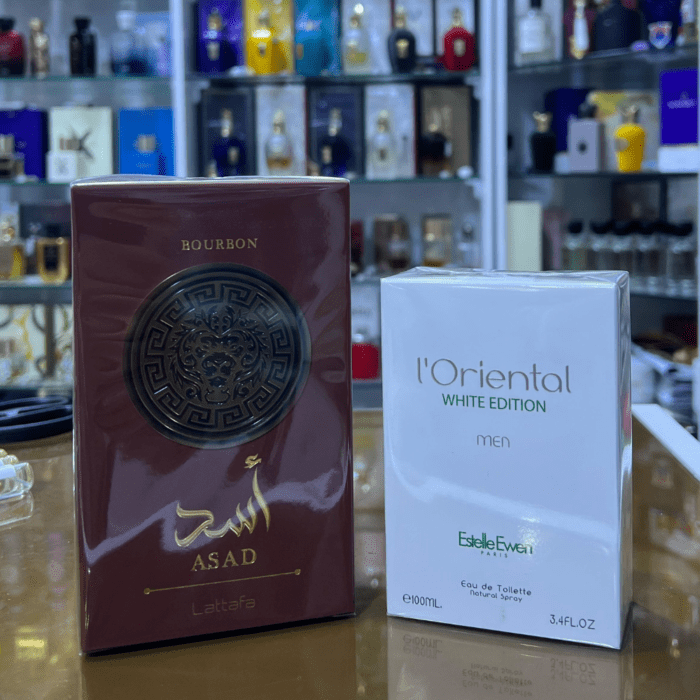 BOURBON
أسد
ASAD
Lattafa
l'Oriental
WHITE EDITION
MEN
Estelle Ewen
PARIS
Eau de Toilette
Natural Spray
e100ML.
3.4FL.OZ